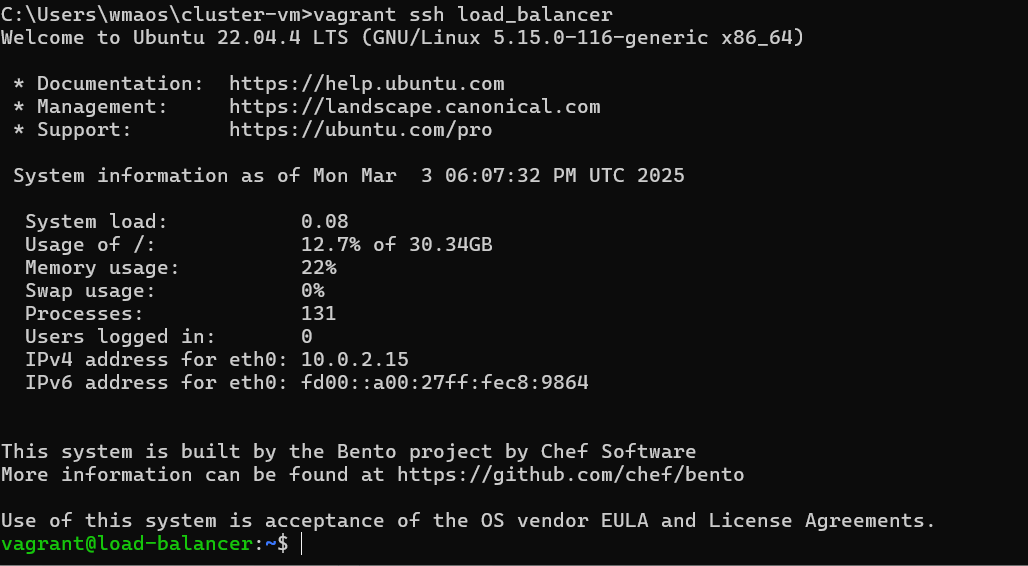 C:\Users\wmaos\cluster-vm>vagrant ssh load_balancer
Welcome to Ubuntu 22.04.4 LTS (GNU/Linux 5.15.0-116-generic x86_64)
* Documentation: https://help.ubuntu.com
* Management: https://landscape.canonical.com
* Support: https://ubuntu.com/pro
System information as of Mon Mar 3 06:07:32 PM UTC 2025
System load: 0.08
Usage of /: 12.7% of 30.34GB
Memory usage: 22%
Swap usage: 0%
Processes: 131
Users logged in: 0
IPv4 address for eth0: 10.0.2.15
IPv6 address for eth0: fd00::a00:27ff:fec8:9864
This system is built by the Bento project by Chef Software
More information can be found at https://github.com/chef/bento
Use of this system is acceptance of the OS vendor EULA and License Agreements.
vagrant@load-balancer:~$